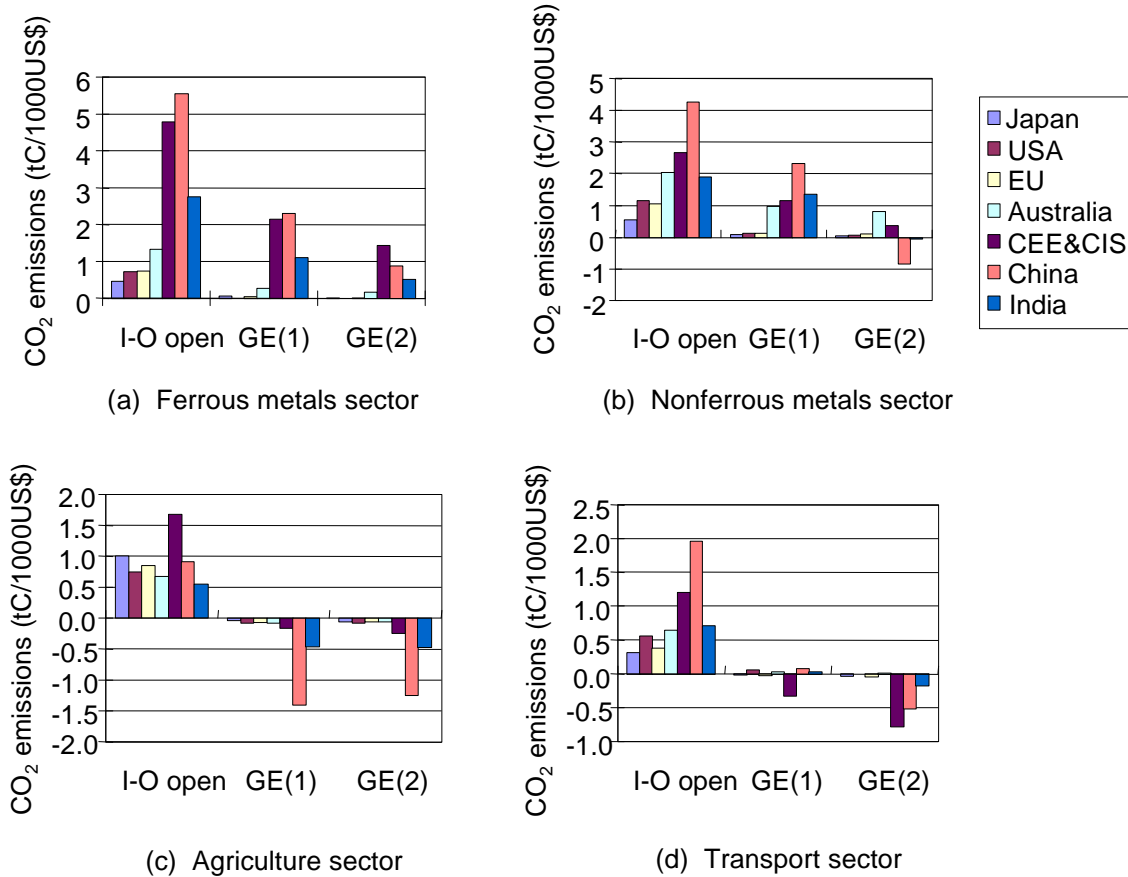 CO2 emissions (tC/1000US$)
6
5
4
3
2
1
0
I-O open GE(1) GE(2)
(a) Ferrous metals sector
CO2 emissions (tC/1000US$)
5
4
3
2
1
0
-1
-2
I-O open GE(1) GE(2)
(b) Nonferrous metals sector
Japan
USA
EU
Australia
CEE&CIS
China
India
CO2 emissions (tC/1000US$)
2.0
1.5
1.0
0.5
0.0
-0.5
-1.0
-1.5
-2.0
I-O open GE(1) GE(2)
(c) Agriculture sector
CO2 emissions (tC/1000US$)
2.5
2.0
1.5
1.0
0.5
0.0
-0.5
-1.0
I-O open GE(1) GE(2)
(d) Transport sector